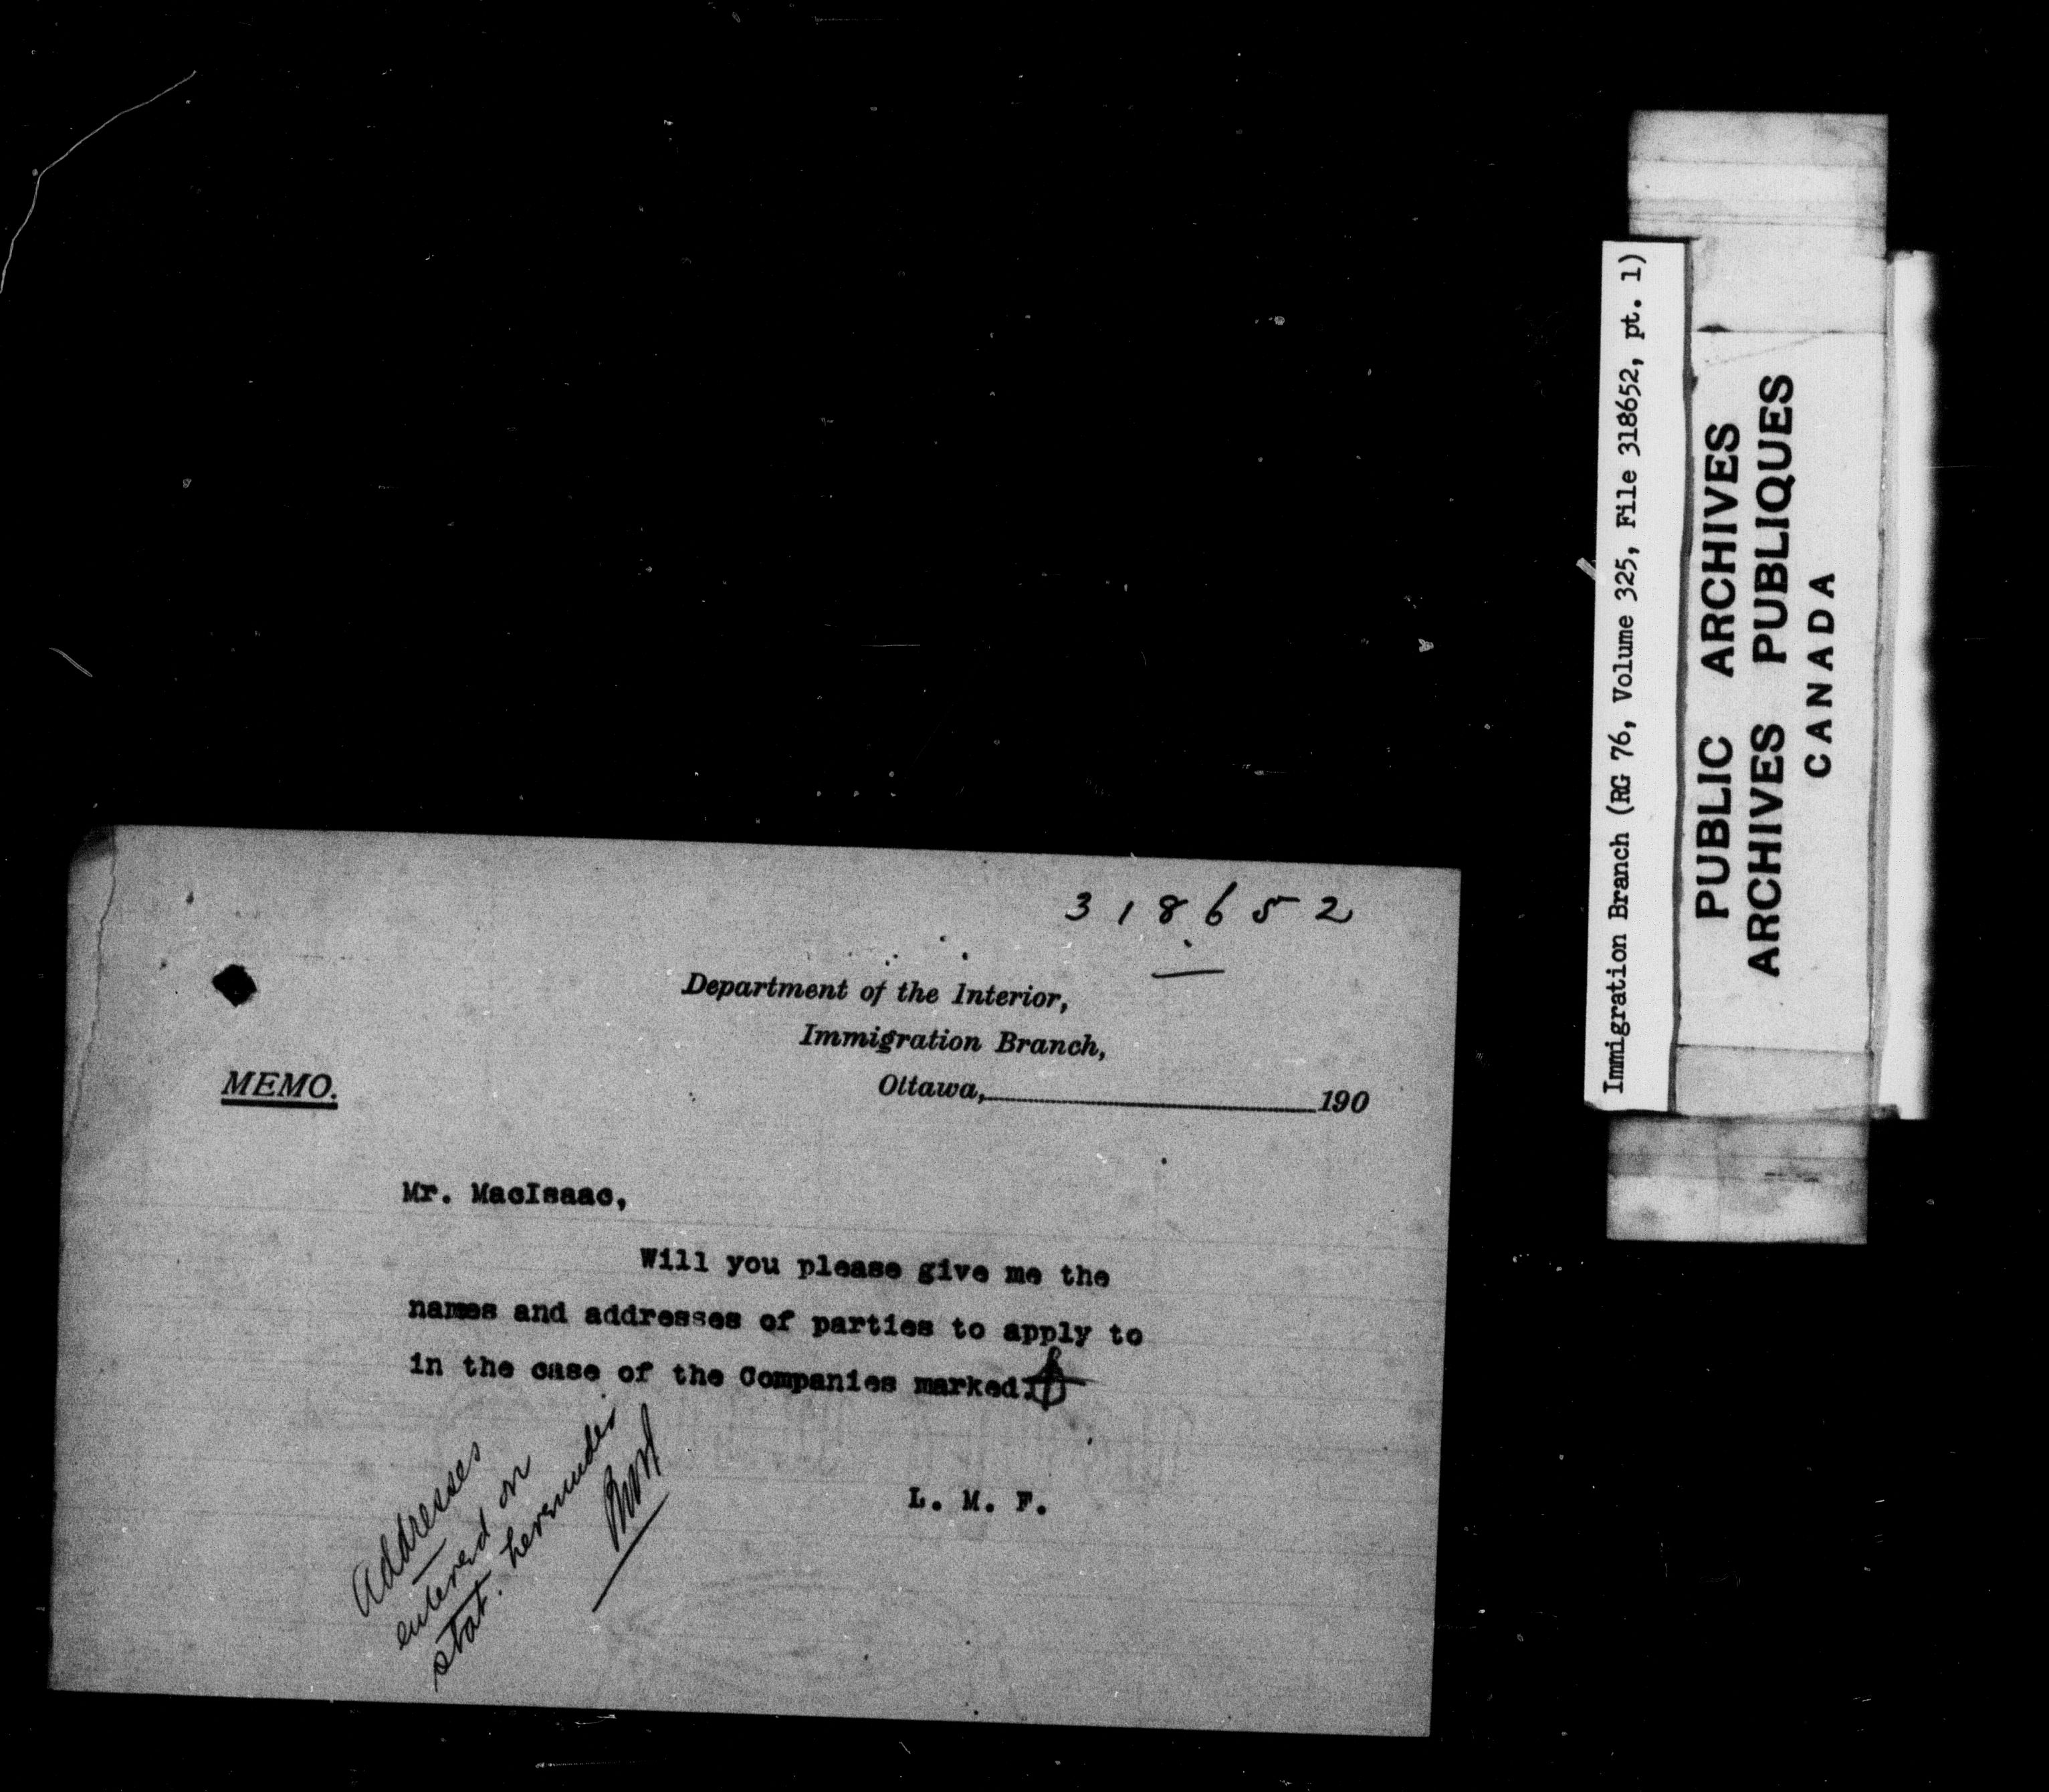 318652
Department of the Interior,
Immigration Branch,
MEMO.
Ottawa, 190
Mr. MacIsaac,
Will you please give me the
names and addresses of parties to apply to
in the case of the Companies marked.
L. M. F.
Addresses
entered on
stat. hereunder
Immigration Branch (RG 76, Volume 325, File 318652, pt. 1)
PUBLIC ARCHIVES
ARCHIVES PUBLIQUES
CANADA